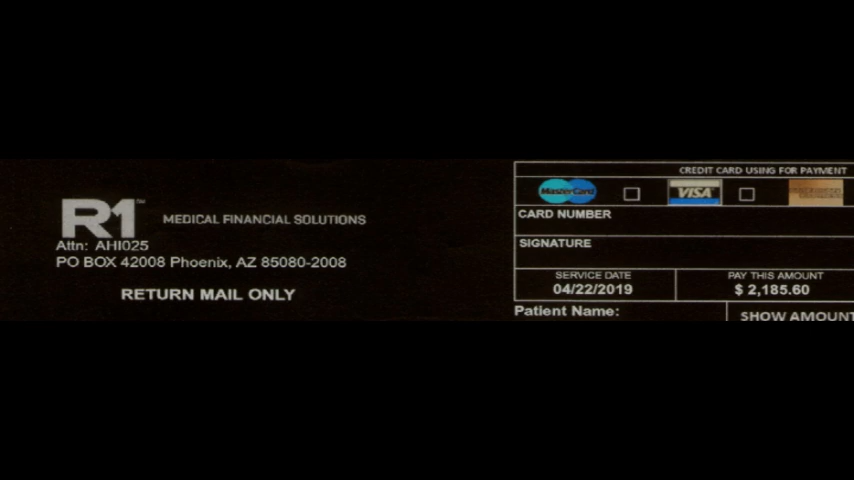 R1 MEDICAL FINANCIAL SOLUTIONS
Attn: AHI025
PO BOX 42008 Phoenix, AZ 85080-2008
RETURN MAIL ONLY
CREDIT CARD USING FOR PAYMENT
MasterCard VISA
CARD NUMBER
SIGNATURE
SERVICE DATE PAY THIS AMOUNT
04/22/2019 $ 2,185.60
Patient Name: SHOW AMOUNT